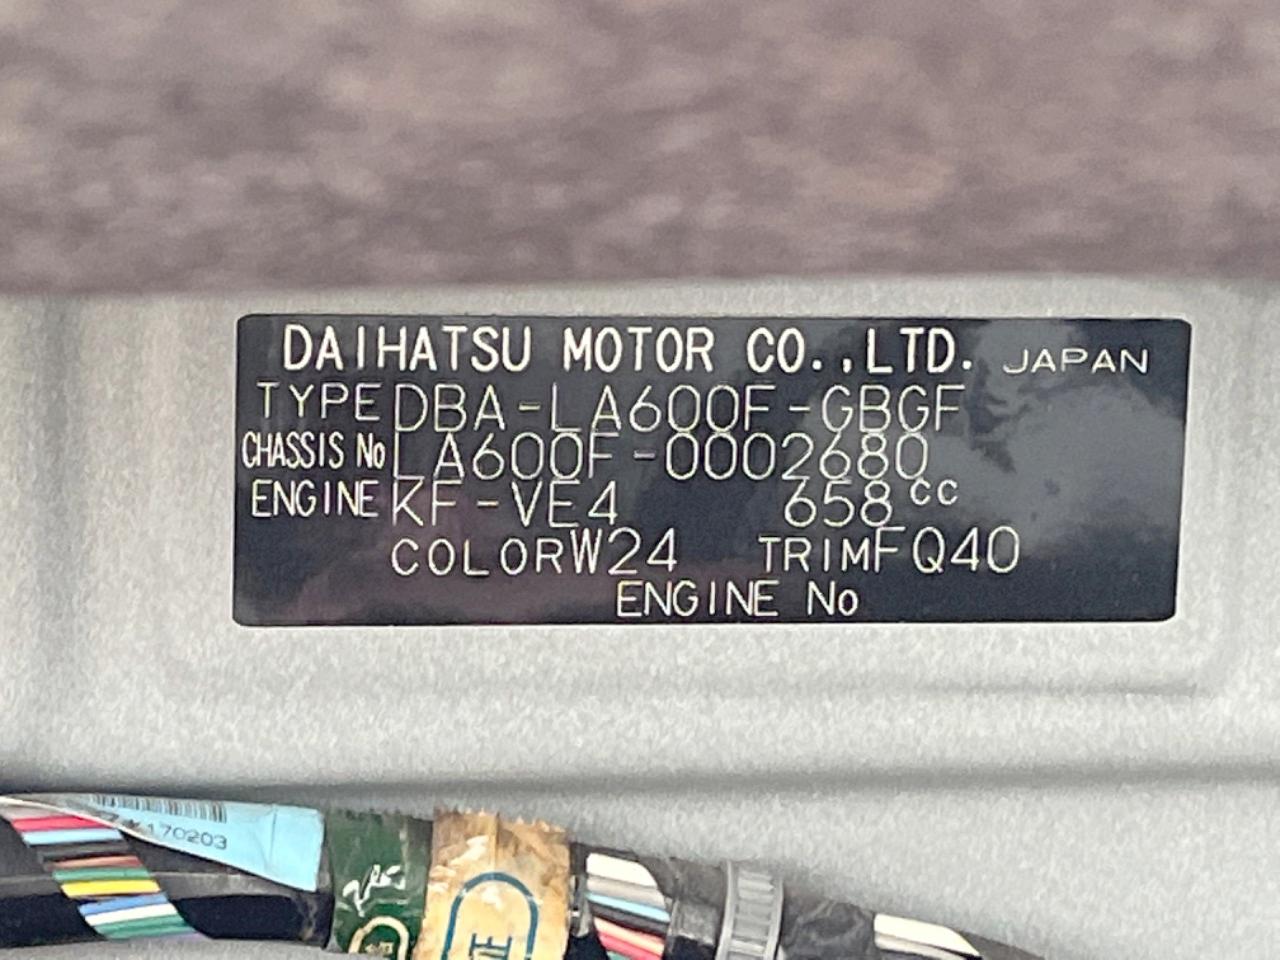 DAIHATSU MOTOR CO.,LTD. JAPAN
TYPE DBA-LA600F-GBGF
CHASSIS No LA600F-0002680
ENGINE KF-VE4 658cc
COLOR W24 TRIM FQ40
ENGINE No
170203